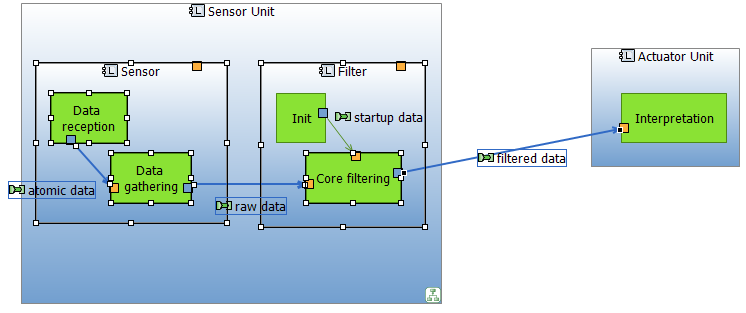 Sensor Unit
Sensor
Filter
Actuator Unit
Data
reception
Init
startup data
Interpretation
Data
gathering
Core filtering
filtered data
atomic data
raw data